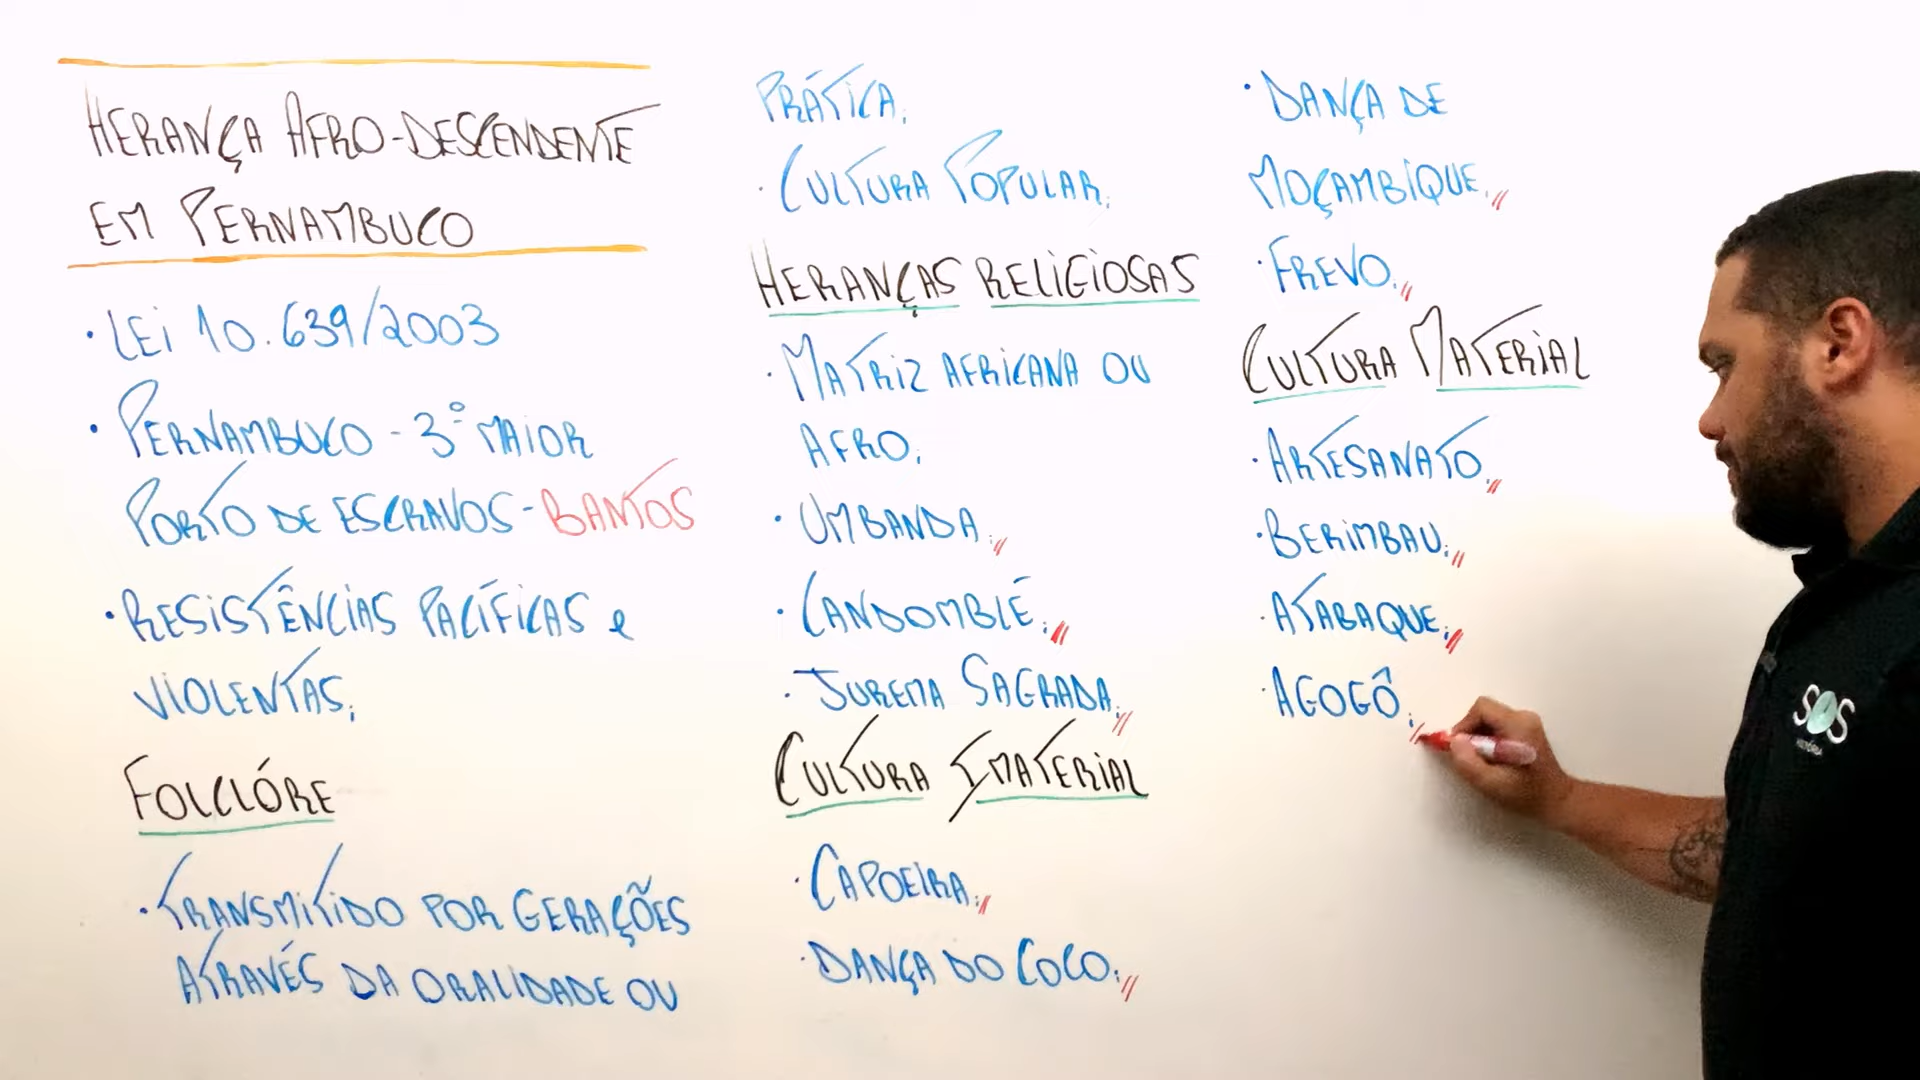 HERANÇA AFRO-DESCENDENTE
EM PERNAMBUCO
· LEI 10.639/2003
· PERNAMBUCO - 3º MAIOR
PORTO DE ESCRAVOS - BANTOS
· RESISTÊNCIAS PACÍFICAS e
VIOLENTAS;
FOLCLÓRE
· TRANSMITIDO POR GERAÇÕES
ATRAVÉS DA ORALIDADE OU
PRÁTICA;
· CULTURA POPULAR;
HERANÇAS RELIGIOSAS
· MATRIZ AFRICANA OU
AFRO;
· UMBANDA;
· CANDOMBLÉ;
· JUREMA SAGRADA;
CULTURA IMATERIAL
· CAPOEIRA;
· DANÇA DO COCO;
· DANÇA DE
MOÇAMBIQUE;
· FREVO;
CULTURA MATERIAL
· ARTESANATO;
· BERIMBAU;
· ATABAQUE;
· AGOGÔ;
SOS
HISTÓRIA